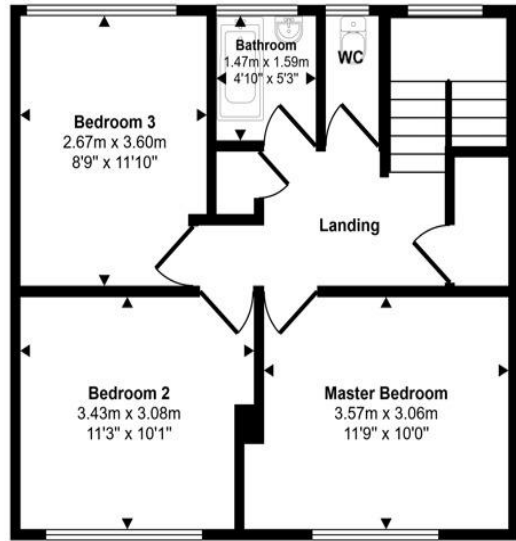 Bathroom
1.47m x 1.59m
4'10" x 5'3"
WC
Bedroom 3
2.67m x 3.60m
8'9" x 11'10"
Landing
Bedroom 2
3.43m x 3.08m
11'3" x 10'1"
Master Bedroom
3.57m x 3.06m
11'9" x 10'0"